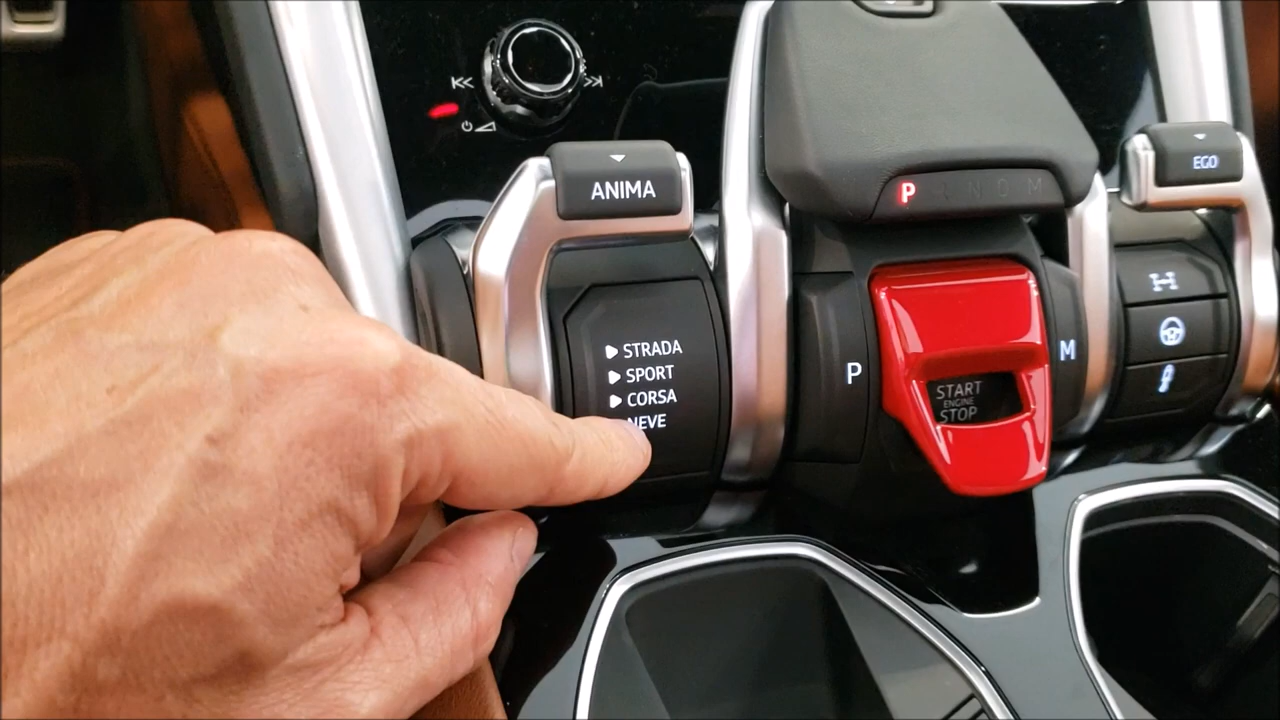 ANIMA
STRADA
SPORT
CORSA
NEVE
P R N D M
P
START
ENGINE
STOP
M
EGO